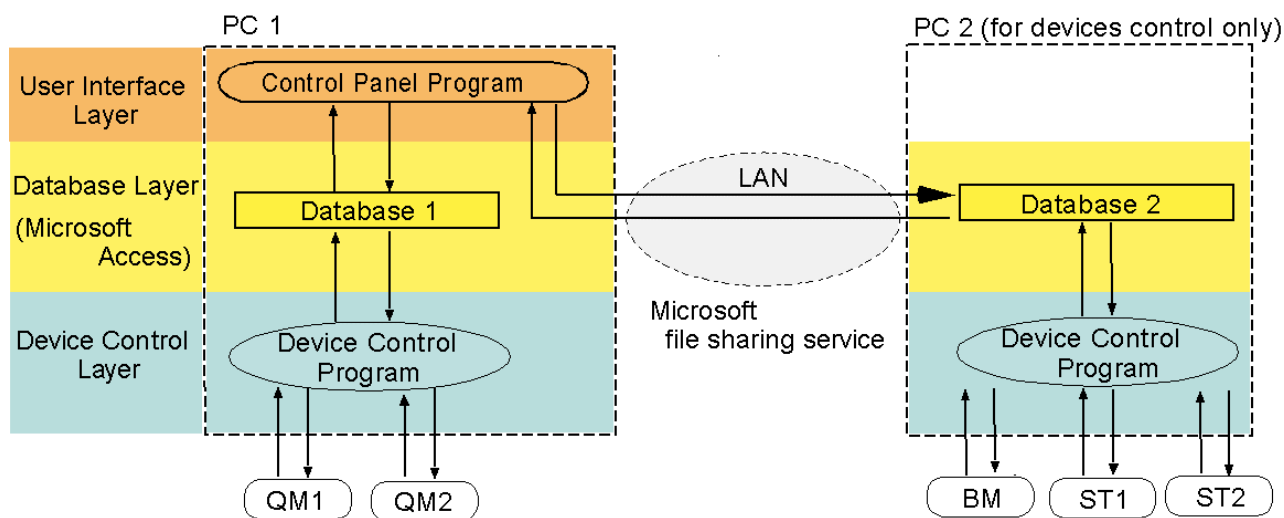 PC 1
PC 2 (for devices control only)
User Interface
Layer
Control Panel Program
Database Layer
(Microsoft
Access)
Database 1
LAN
Database 2
Microsoft
file sharing service
Device Control
Layer
Device Control
Program
Device Control
Program
QM1
QM2
BM
ST1
ST2